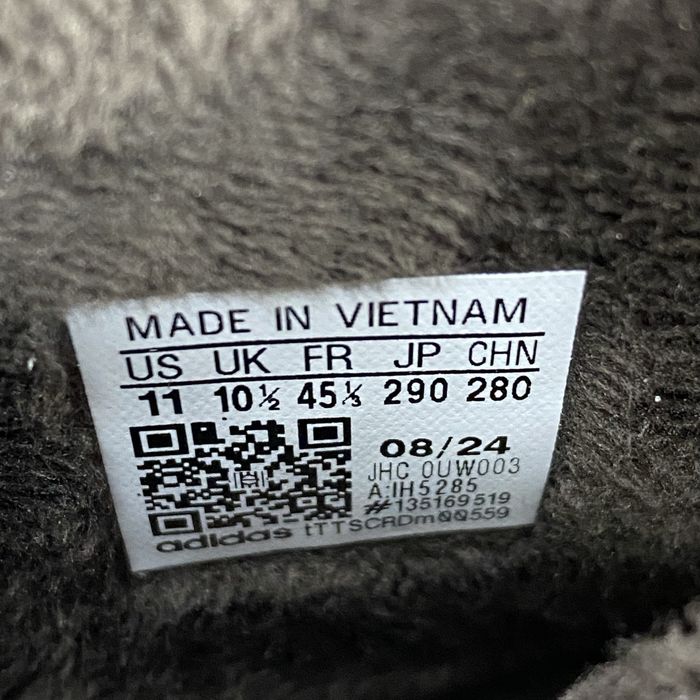 MADE IN VIETNAM
US UK FR JP CHN
11 10½ 45⅓ 290 280
08/24
JHC 0UW003
A:IH5285
#135169519
adidas tTTSCRDmQQ559